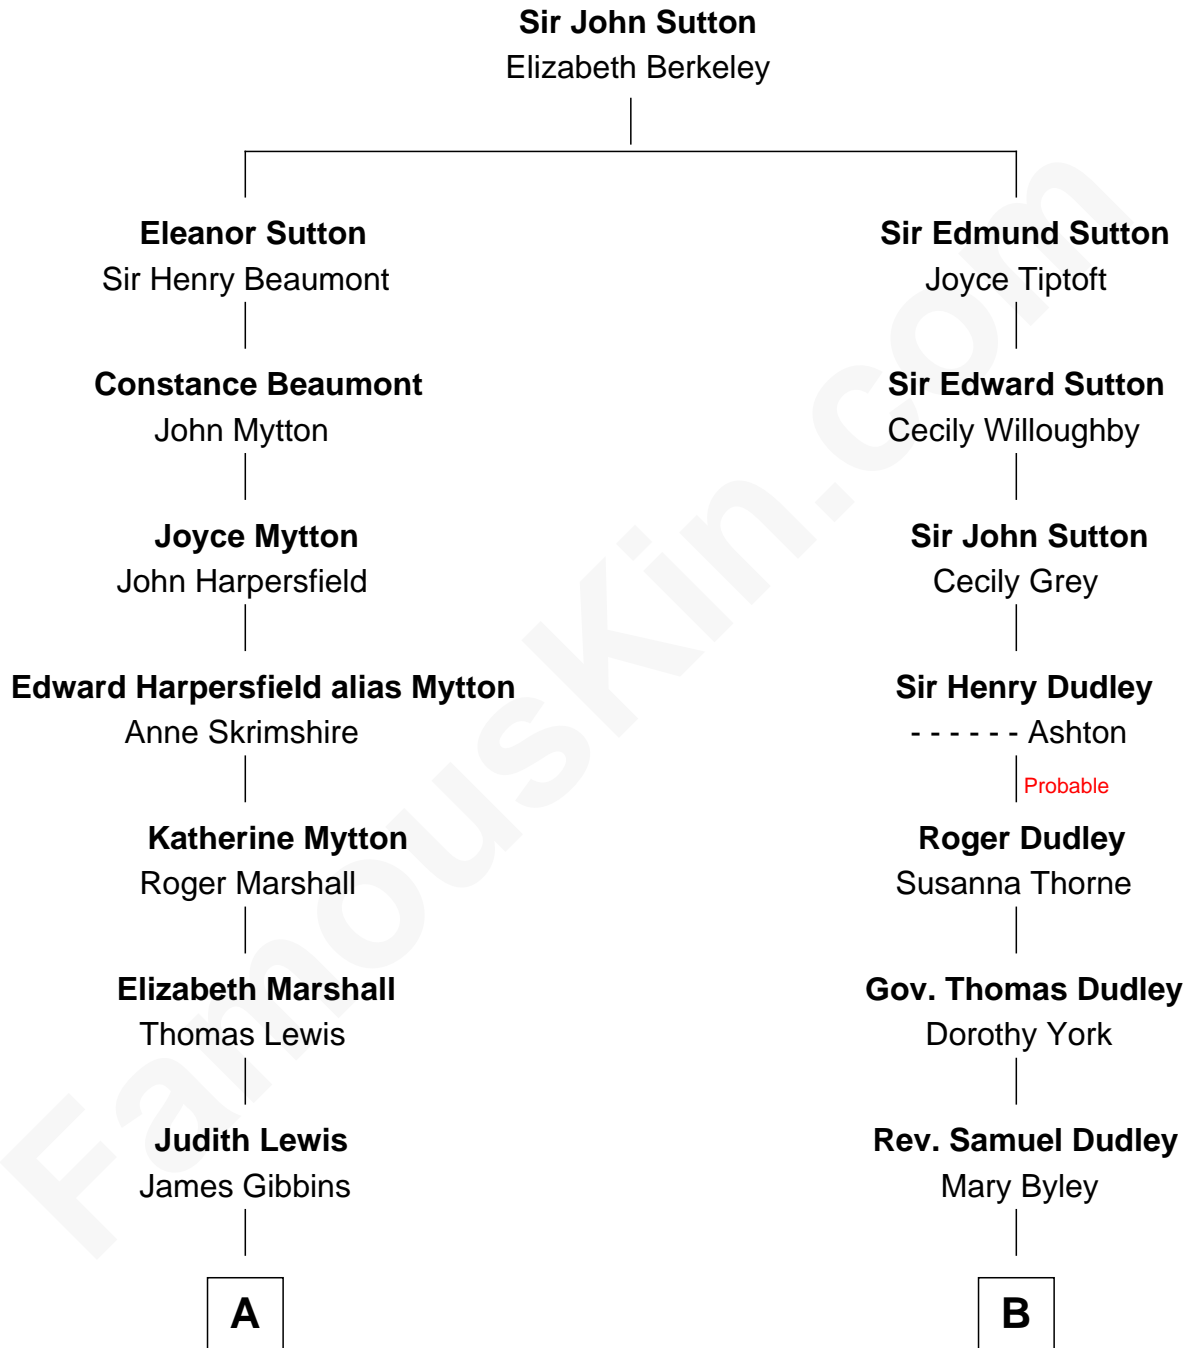 Sir John Sutton
Elizabeth Berkeley
Eleanor Sutton
Sir Henry Beaumont
Sir Edmund Sutton
Joyce Tiptoft
Constance Beaumont
John Mytton
Sir Edward Sutton
Cecily Willoughby
Joyce Mytton
John Harpersfield
Sir John Sutton
Cecily Grey
Edward Harpersfield alias Mytton
Anne Skrimshire
Sir Henry Dudley
- - - - - - Ashton
Probable
Katherine Mytton
Roger Marshall
Roger Dudley
Susanna Thorne
Elizabeth Marshall
Thomas Lewis
Gov. Thomas Dudley
Dorothy York
Judith Lewis
James Gibbins
Rev. Samuel Dudley
Mary Byley
A
B
FamousKin.com